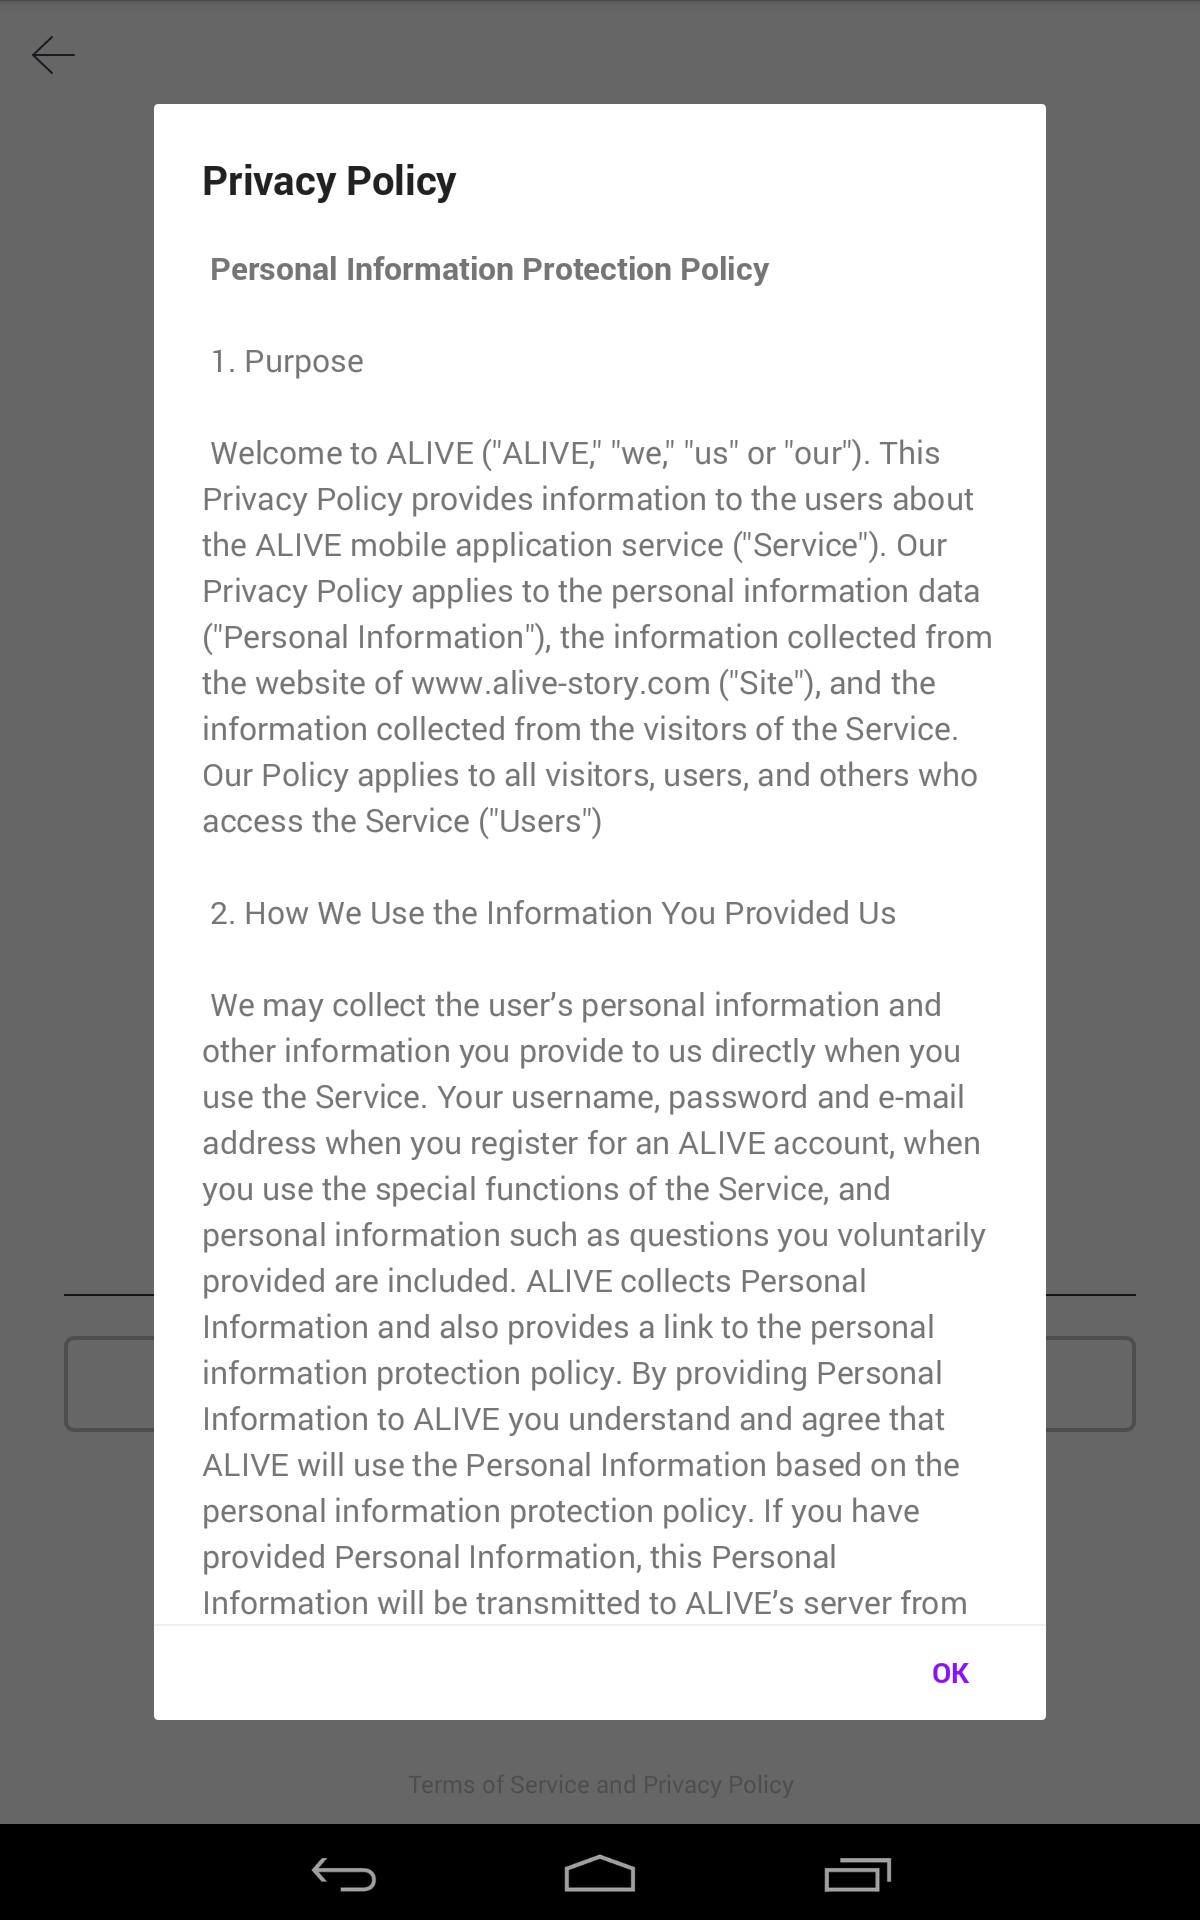 Privacy Policy
Personal Information Protection Policy
1. Purpose
Welcome to ALIVE ("ALIVE," "we," "us" or "our"). This
Privacy Policy provides information to the users about
the ALIVE mobile application service ("Service"). Our
Privacy Policy applies to the personal information data
("Personal Information"), the information collected from
the website of www.alive-story.com ("Site"), and the
information collected from the visitors of the Service.
Our Policy applies to all visitors, users, and others who
access the Service ("Users")
2. How We Use the Information You Provided Us
We may collect the user’s personal information and
other information you provide to us directly when you
use the Service. Your username, password and e-mail
address when you register for an ALIVE account, when
you use the special functions of the Service, and
personal information such as questions you voluntarily
provided are included. ALIVE collects Personal
Information and also provides a link to the personal
information protection policy. By providing Personal
Information to ALIVE you understand and agree that
ALIVE will use the Personal Information based on the
personal information protection policy. If you have
provided Personal Information, this Personal
Information will be transmitted to ALIVE’s server from
OK
Terms of Service and Privacy Policy